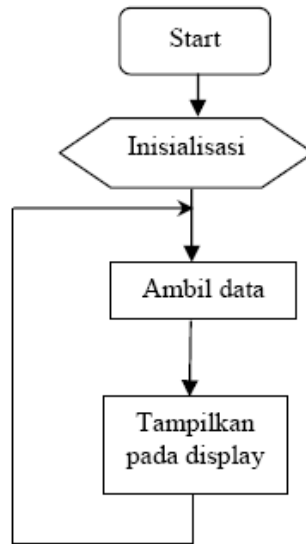 Start
Inisialisasi
Ambil data
Tampilkan
pada display